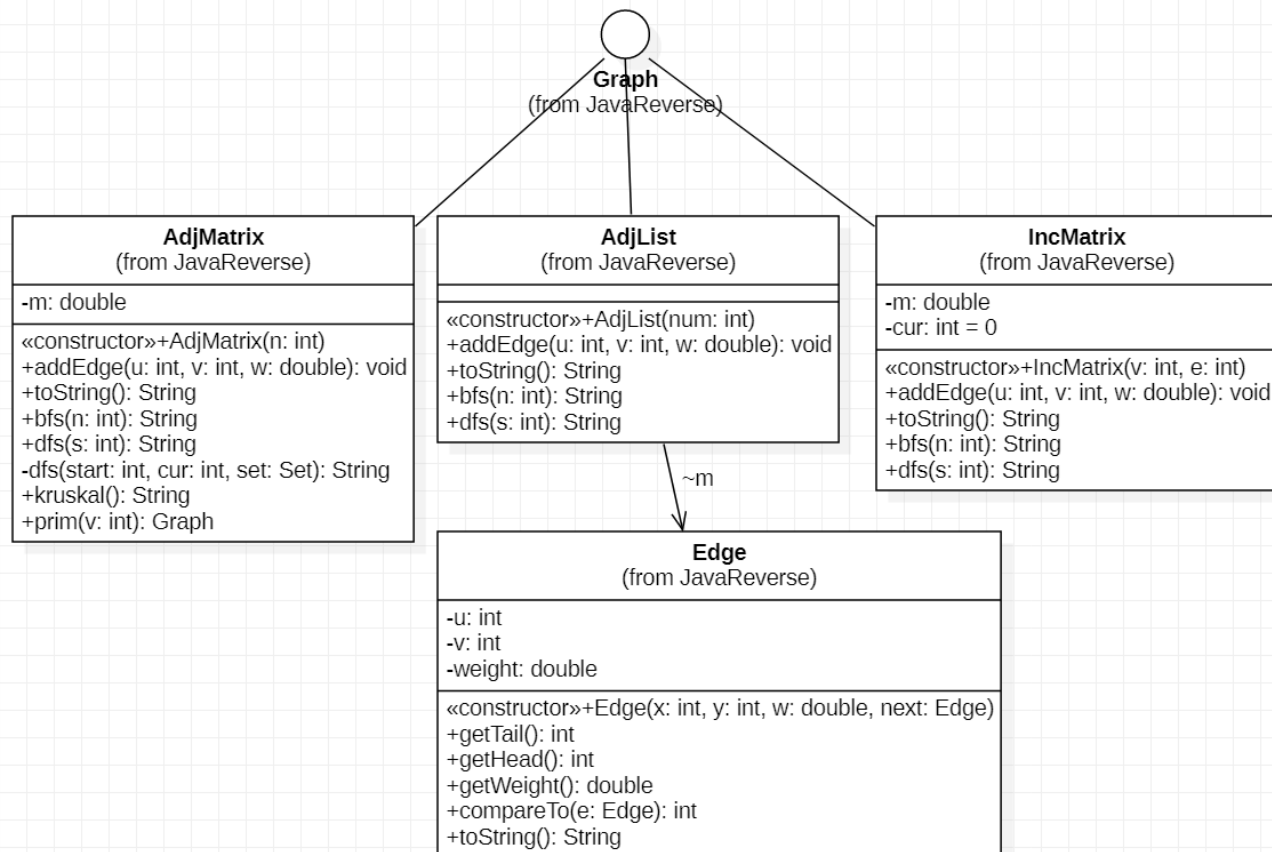 Graph
(from JavaReverse)
AdjMatrix
(from JavaReverse)
-m: double
«constructor»+AdjMatrix(n: int)
+addEdge(u: int, v: int, w: double): void
+toString(): String
+bfs(n: int): String
+dfs(s: int): String
-dfs(start: int, cur: int, set: Set): String
+kruskal(): String
+prim(v: int): Graph
AdjList
(from JavaReverse)
«constructor»+AdjList(num: int)
+addEdge(u: int, v: int, w: double): void
+toString(): String
+bfs(n: int): String
+dfs(s: int): String
IncMatrix
(from JavaReverse)
-m: double
-cur: int = 0
«constructor»+IncMatrix(v: int, e: int)
+addEdge(u: int, v: int, w: double): void
+toString(): String
+bfs(n: int): String
+dfs(s: int): String
~m
Edge
(from JavaReverse)
-u: int
-v: int
-weight: double
«constructor»+Edge(x: int, y: int, w: double, next: Edge)
+getTail(): int
+getHead(): int
+getWeight(): double
+compareTo(e: Edge): int
+toString(): String